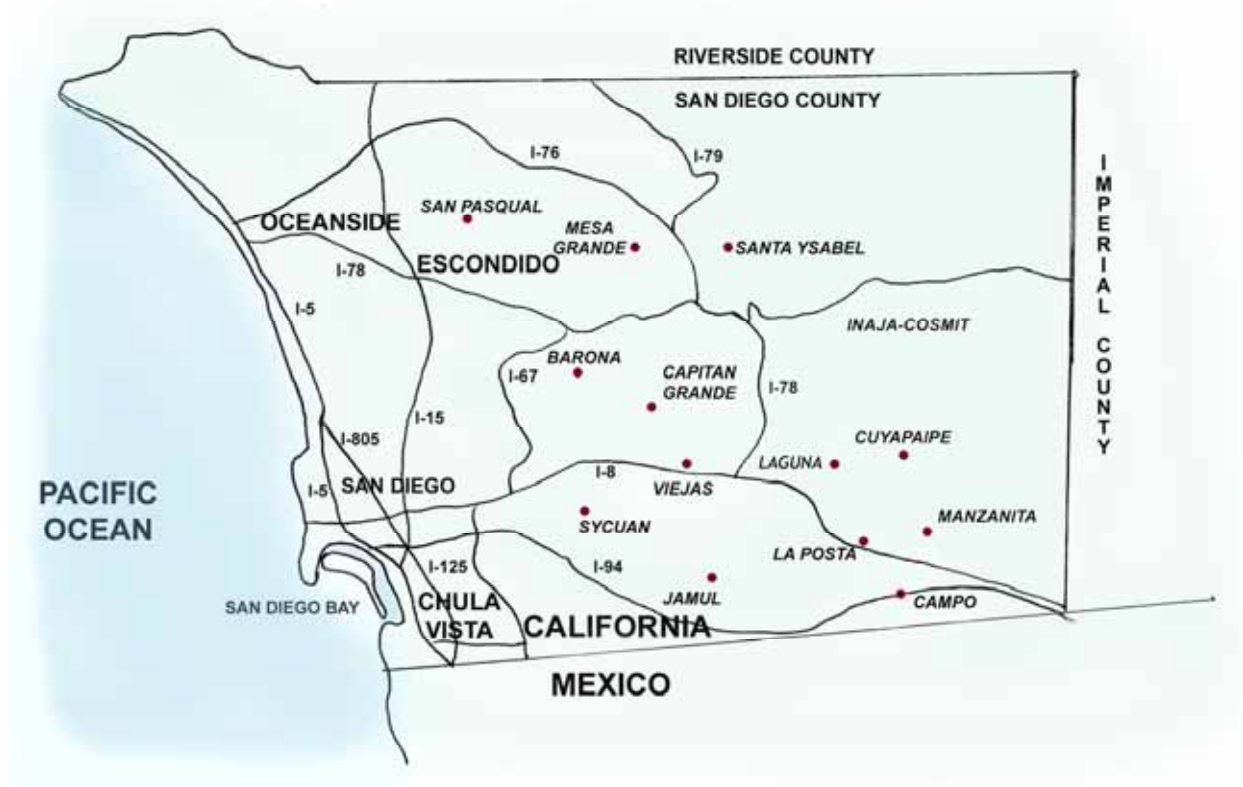 RIVERSIDE COUNTY
SAN DIEGO COUNTY
IMPERIAL COUNTY
I-76
I-79
SAN PASQUAL
OCEANSIDE
MESA
GRANDE
SANTA YSABEL
ESCONDIDO
I-78
I-5
INAJA-COSMIT
BARONA
I-67
CAPITAN
GRANDE
I-78
I-15
I-805
CUYAPAIPE
LAGUNA
I-8
SAN DIEGO
I-5
VIEJAS
PACIFIC
OCEAN
SYCUAN
MANZANITA
LA POSTA
I-125
I-94
SAN DIEGO BAY
CHULA
VISTA
JAMUL
CAMPO
CALIFORNIA
MEXICO